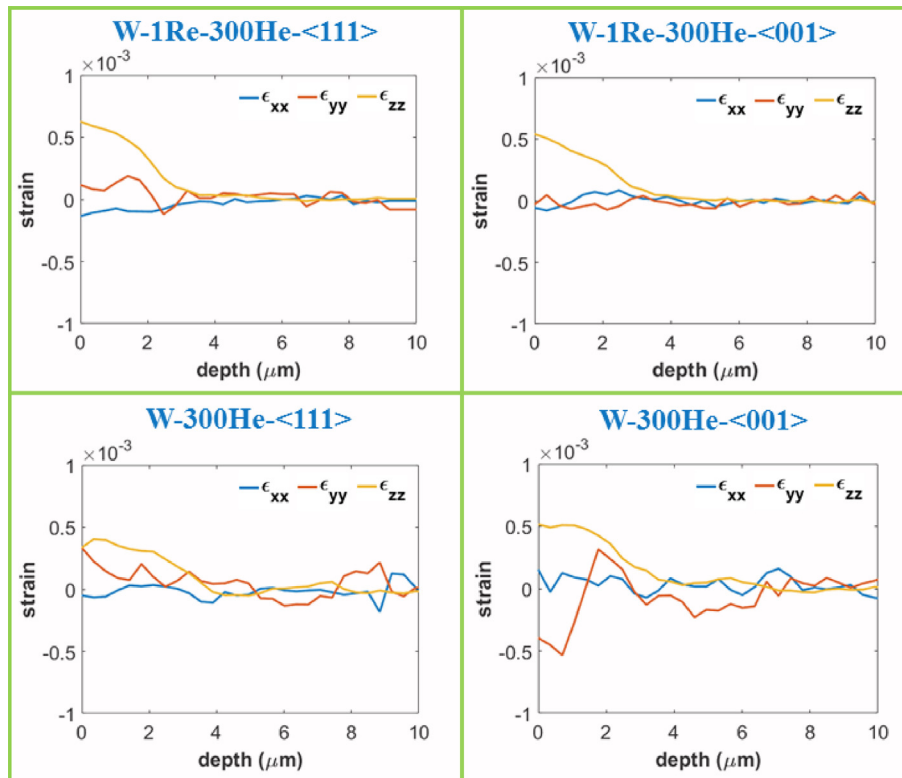 W-1Re-300He-<111>
×10⁻³
ϵxx ϵyy ϵzz
1
0.5
0
-0.5
-1
strain
0 2 4 6 8 10
depth (μm)
W-1Re-300He-<001>
×10⁻³
ϵxx ϵyy ϵzz
1
0.5
0
-0.5
-1
strain
0 2 4 6 8 10
depth (μm)
W-300He-<111>
×10⁻³
ϵxx ϵyy ϵzz
1
0.5
0
-0.5
-1
strain
0 2 4 6 8 10
depth (μm)
W-300He-<001>
×10⁻³
ϵxx ϵyy ϵzz
1
0.5
0
-0.5
-1
strain
0 2 4 6 8 10
depth (μm)